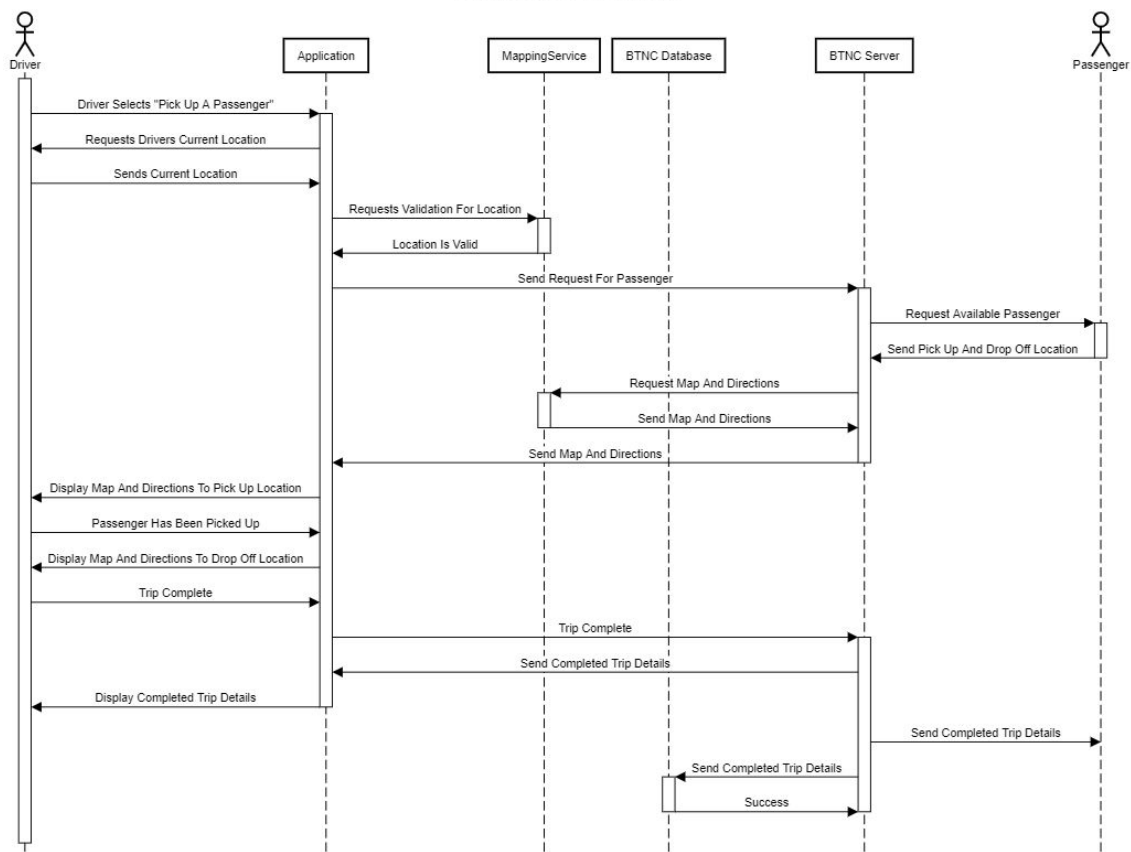 Driver
Application
MappingService
BTNC Database
BTNC Server
Passenger
Driver Selects "Pick Up A Passenger"
Requests Drivers Current Location
Sends Current Location
Requests Validation For Location
Location Is Valid
Send Request For Passenger
Request Available Passenger
Send Pick Up And Drop Off Location
Request Map And Directions
Send Map And Directions
Send Map And Directions
Display Map And Directions To Pick Up Location
Passenger Has Been Picked Up
Display Map And Directions To Drop Off Location
Trip Complete
Trip Complete
Send Completed Trip Details
Display Completed Trip Details
Send Completed Trip Details
Send Completed Trip Details
Success